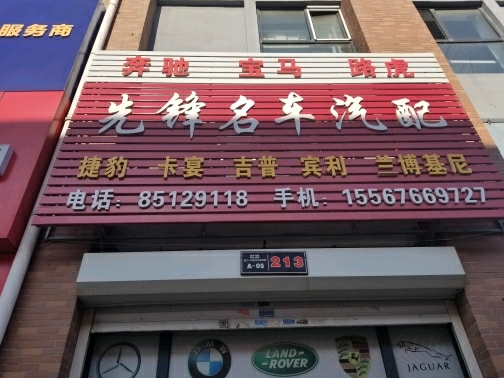 服务商
奔驰 宝马 路虎
先锋名车汽配
捷豹 卡宴 吉普 宾利 兰博基尼
电话：85129118 手机：15567669727
A-05 213
LAND ROVER
JAGUAR